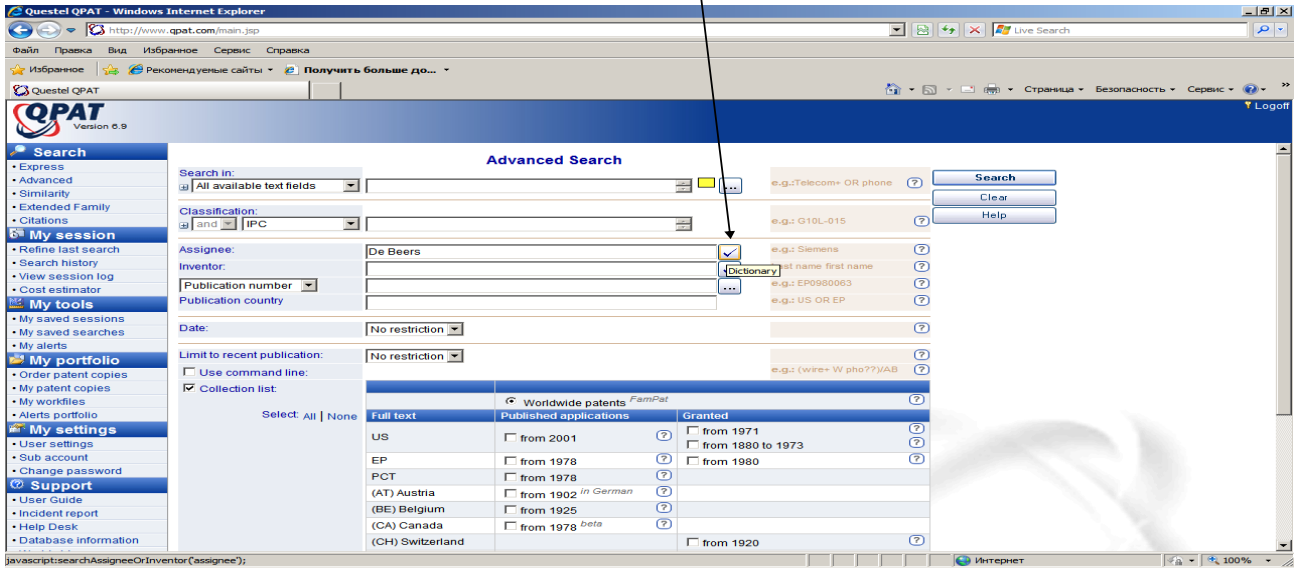 Questel QPAT - Windows Internet Explorer
http://www.qpat.com/main.jsp
Live Search
Файл Правка Вид Избранное Сервис Справка
Избранное Рекомендуемые сайты Получить больше до...
Questel QPAT
Страница Безопасность Сервис
QPAT
Version 6.9
Logoff
Search
Express
Advanced
Similarity
Extended Family
Citations
My session
Refine last search
Search history
View session log
Cost estimator
My tools
My saved sessions
My saved searches
My alerts
My portfolio
Order patent copies
My patent copies
My workfiles
Alerts portfolio
My settings
User settings
Sub account
Change password
Support
User Guide
Incident report
Help Desk
Database information
Advanced Search
Search in:
All available text fields ... e.g.:Telecom+ OR phone ?
Classification:
and IPC e.g.: G10L-015 ?
Assignee: De Beers e.g.: Siemens ?
Dictionary
Inventor: name first name ?
Publication number ... e.g.: EP0980063 ?
Publication country e.g.: US OR EP ?
Date: No restriction ?
Limit to recent publication: No restriction ?
Use command line: e.g.: (wire+ W pho??)/AB ?
Collection list:
Worldwide patents FamPat ?
Select: All | None Full text Published applications Granted
US from 2001 ? from 1971 ?
from 1880 to 1973 ?
EP from 1978 ? from 1980 ?
PCT from 1978 ?
(AT) Austria from 1902 in German ?
(BE) Belgium from 1925 ?
(CA) Canada from 1978 beta ?
(CH) Switzerland from 1920 ?
Search
Clear
Help
javascript:searchAssigneeOrInventor('assignee');
Интернет
100%